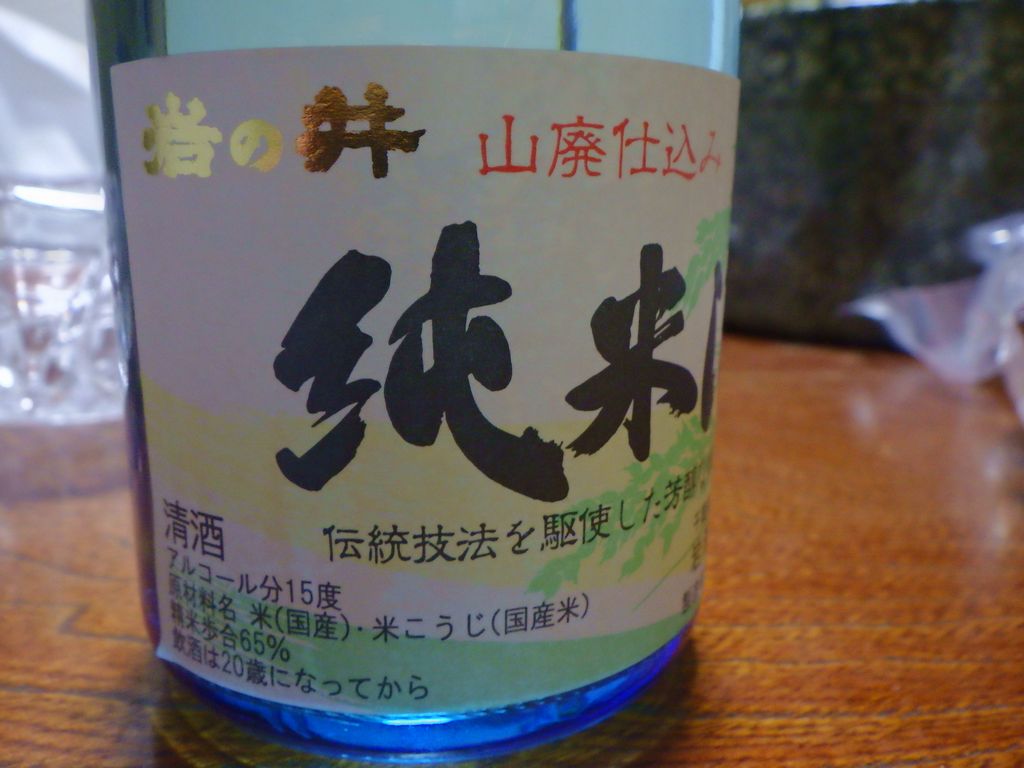 岩の井
山廃仕込み
純米
伝統技法を駆使した芳醇
清酒
アルコール分15度
原材料名 米(国産)・米こうじ(国産米)
精米歩合65%
飲酒は20歳になってから